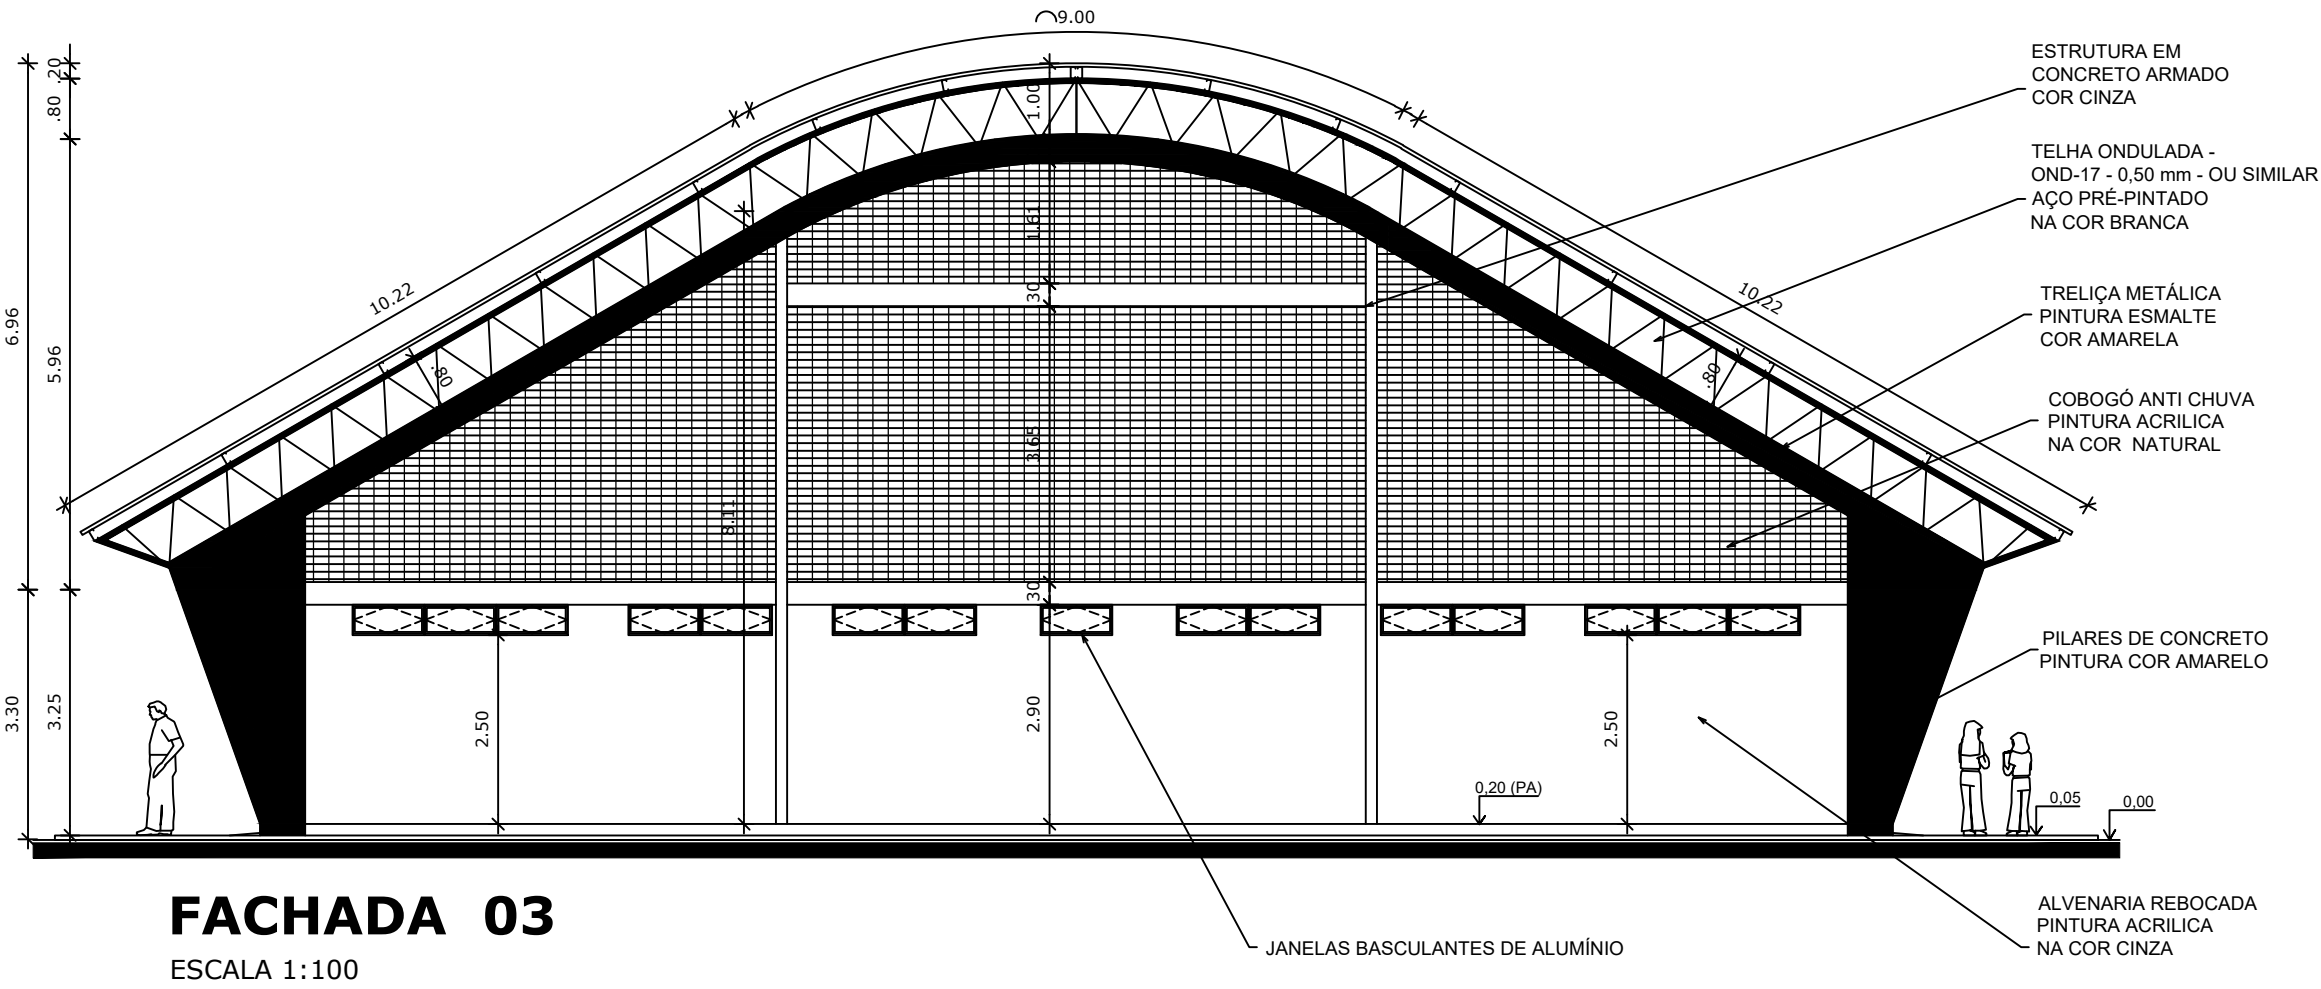 9.00
.20
.80
1.00
ESTRUTURA EM
CONCRETO ARMADO
COR CINZA
TELHA ONDULADA -
OND-17 - 0,50 mm - OU SIMILAR
AÇO PRÉ-PINTADO
NA COR BRANCA
1.61
10.22
30
10.22
6.96
5.96
TRELIÇA METÁLICA
PINTURA ESMALTE
COR AMARELA
.80
.80
COBOGÓ ANTI CHUVA
PINTURA ACRILICA
NA COR NATURAL
3.65
30
PILARES DE CONCRETO
PINTURA COR AMARELO
3.30
3.25
2.50
2.90
2.50
0,20 (PA)
0,05
0,00
FACHADA 03
ESCALA 1:100
JANELAS BASCULANTES DE ALUMÍNIO
ALVENARIA REBOCADA
PINTURA ACRILICA
NA COR CINZA